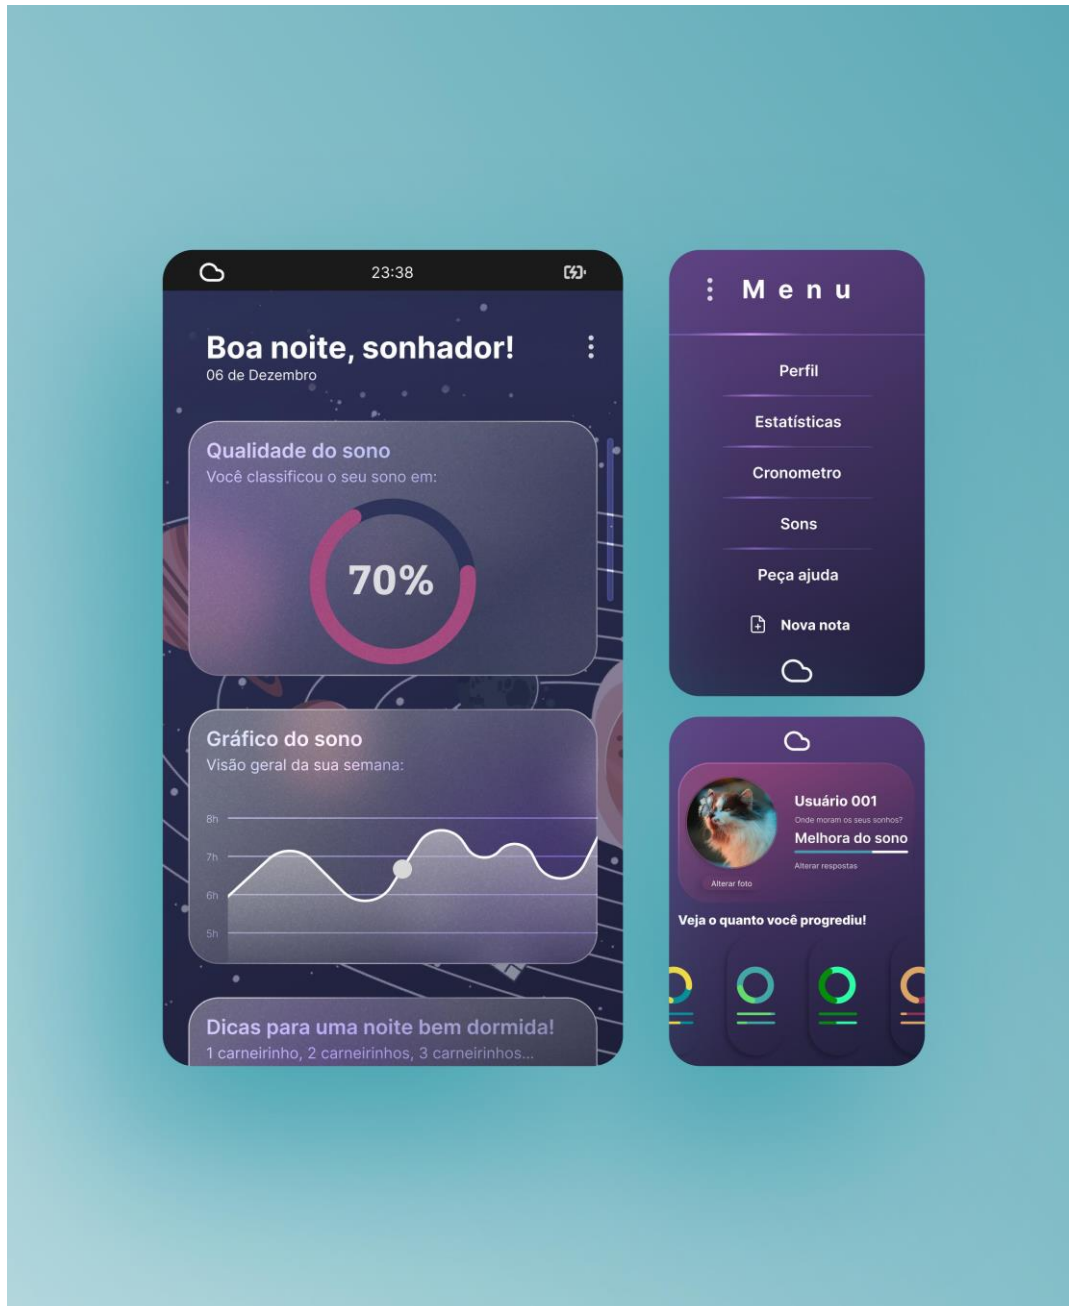 23:38
Boa noite, sonhador!
06 de Dezembro
Qualidade do sono
Você classificou o seu sono em:
70%
Gráfico do sono
Visão geral da sua semana:
8h
7h
6h
5h
Dicas para uma noite bem dormida!
1 carneirinho, 2 carneirinhos, 3 carneirinhos...
Menu
Perfil
Estatísticas
Cronometro
Sons
Peça ajuda
Nova nota
Usuário 001
Onde moram os seus sonhos?
Melhora do sono
Alterar respostas
Alterar foto
Veja o quanto você progrediu!